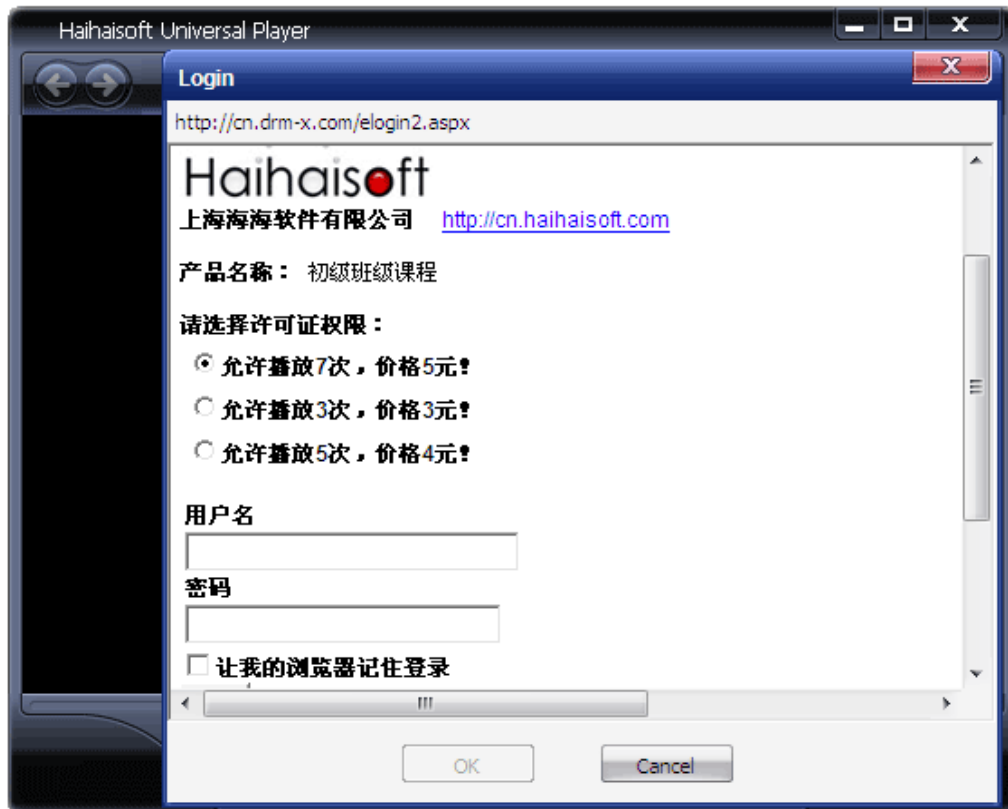 Haihaisoft Universal Player
Login
http://cn.drm-x.com/elogin2.aspx
Haihaisoft
上海海海软件有限公司 http://cn.haihaisoft.com
产品名称： 初级班级课程
请选择许可证权限：
允许播放7次，价格5元！
允许播放3次，价格3元！
允许播放5次，价格4元！
用户名
密码
让我的浏览器记住登录
OK Cancel